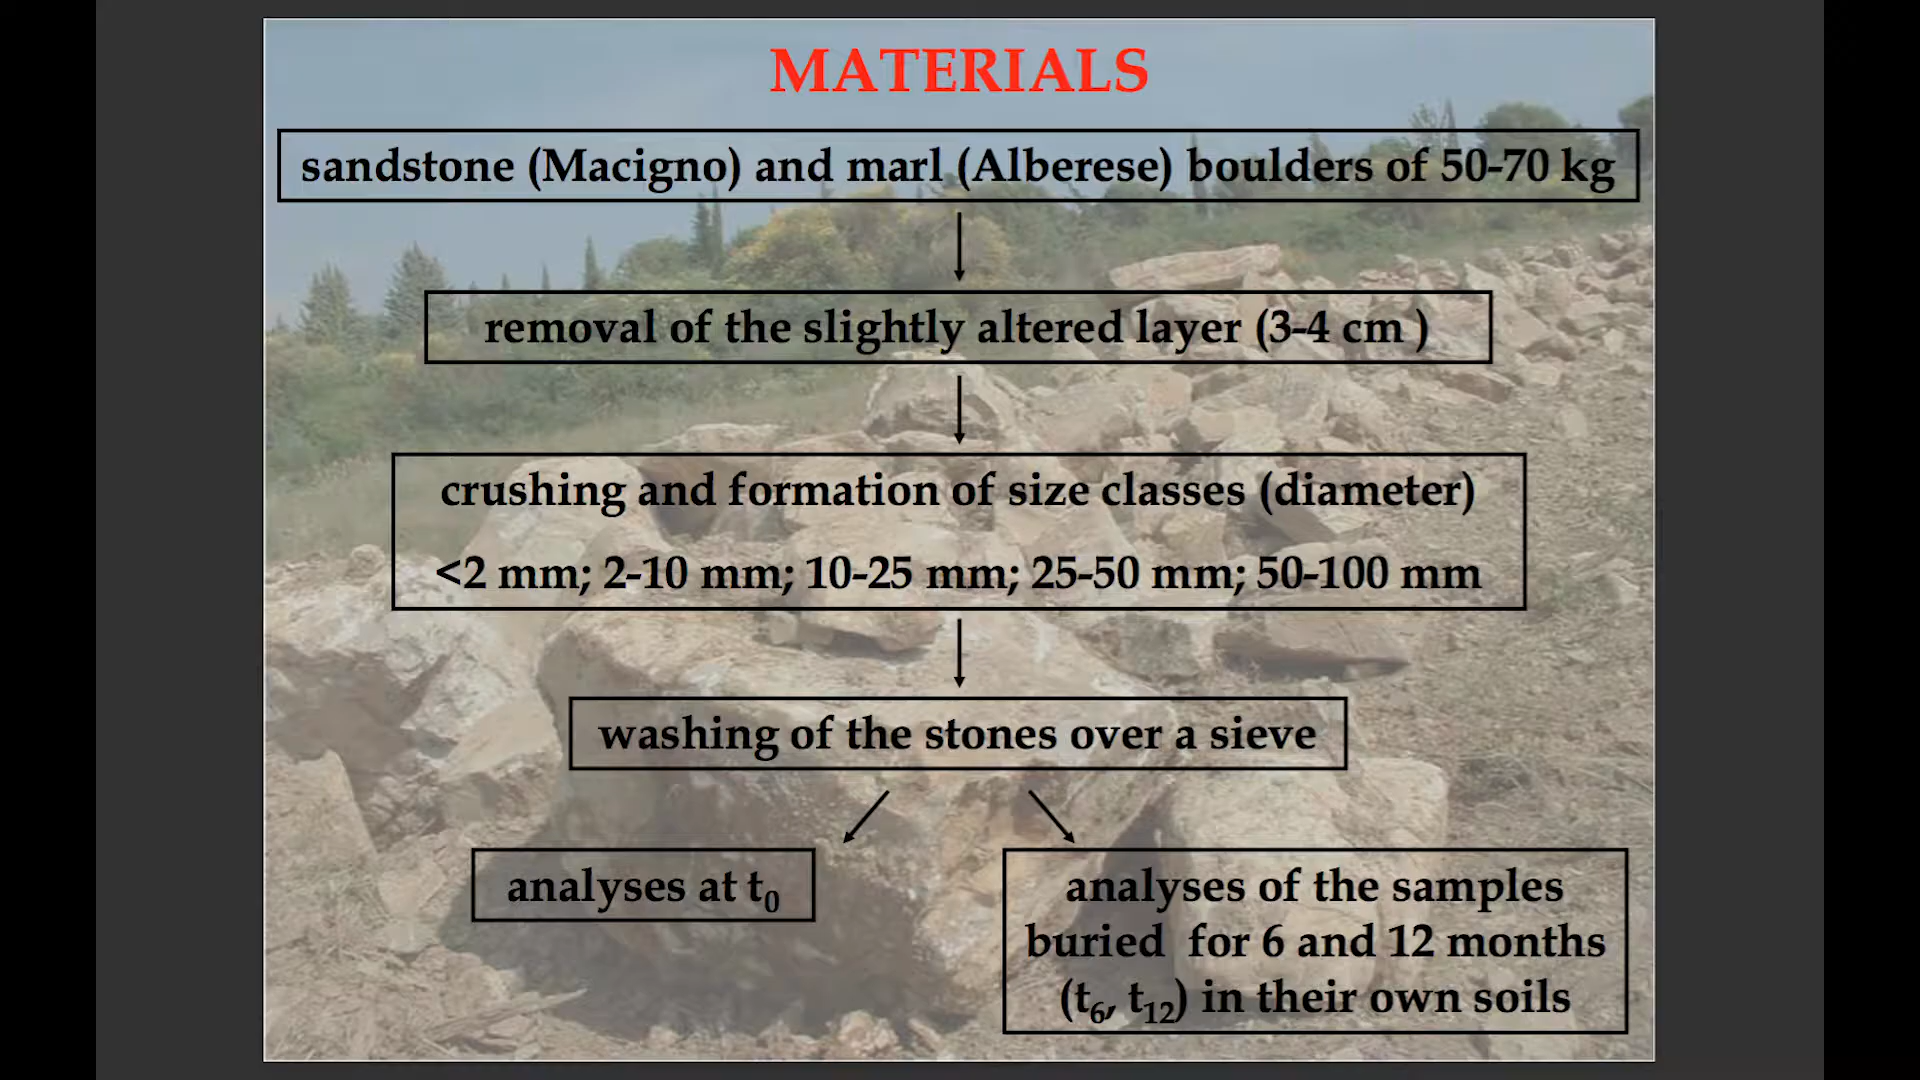 MATERIALS
sandstone (Macigno) and marl (Alberese) boulders of 50-70 kg
removal of the slightly altered layer (3-4 cm )
crushing and formation of size classes (diameter)
<2 mm; 2-10 mm; 10-25 mm; 25-50 mm; 50-100 mm
washing of the stones over a sieve
analyses at t₀
analyses of the samples
buried for 6 and 12 months
(t₆, t₁₂) in their own soils